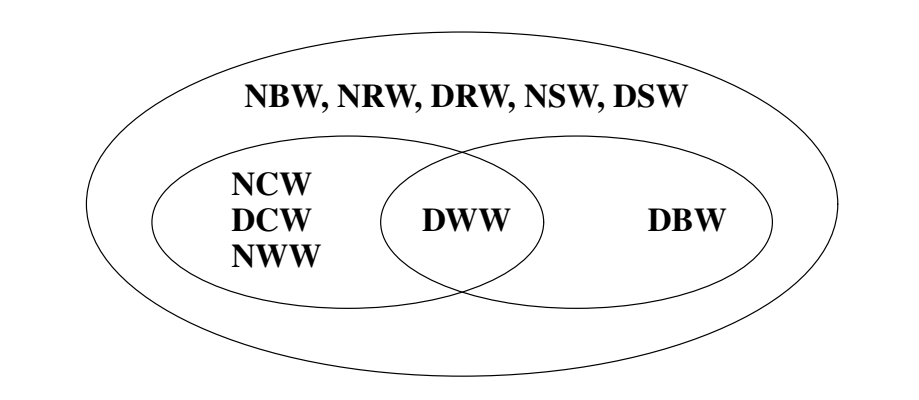 NBW, NRW, DRW, NSW, DSW
NCW
DCW
NWW
DWW
DBW